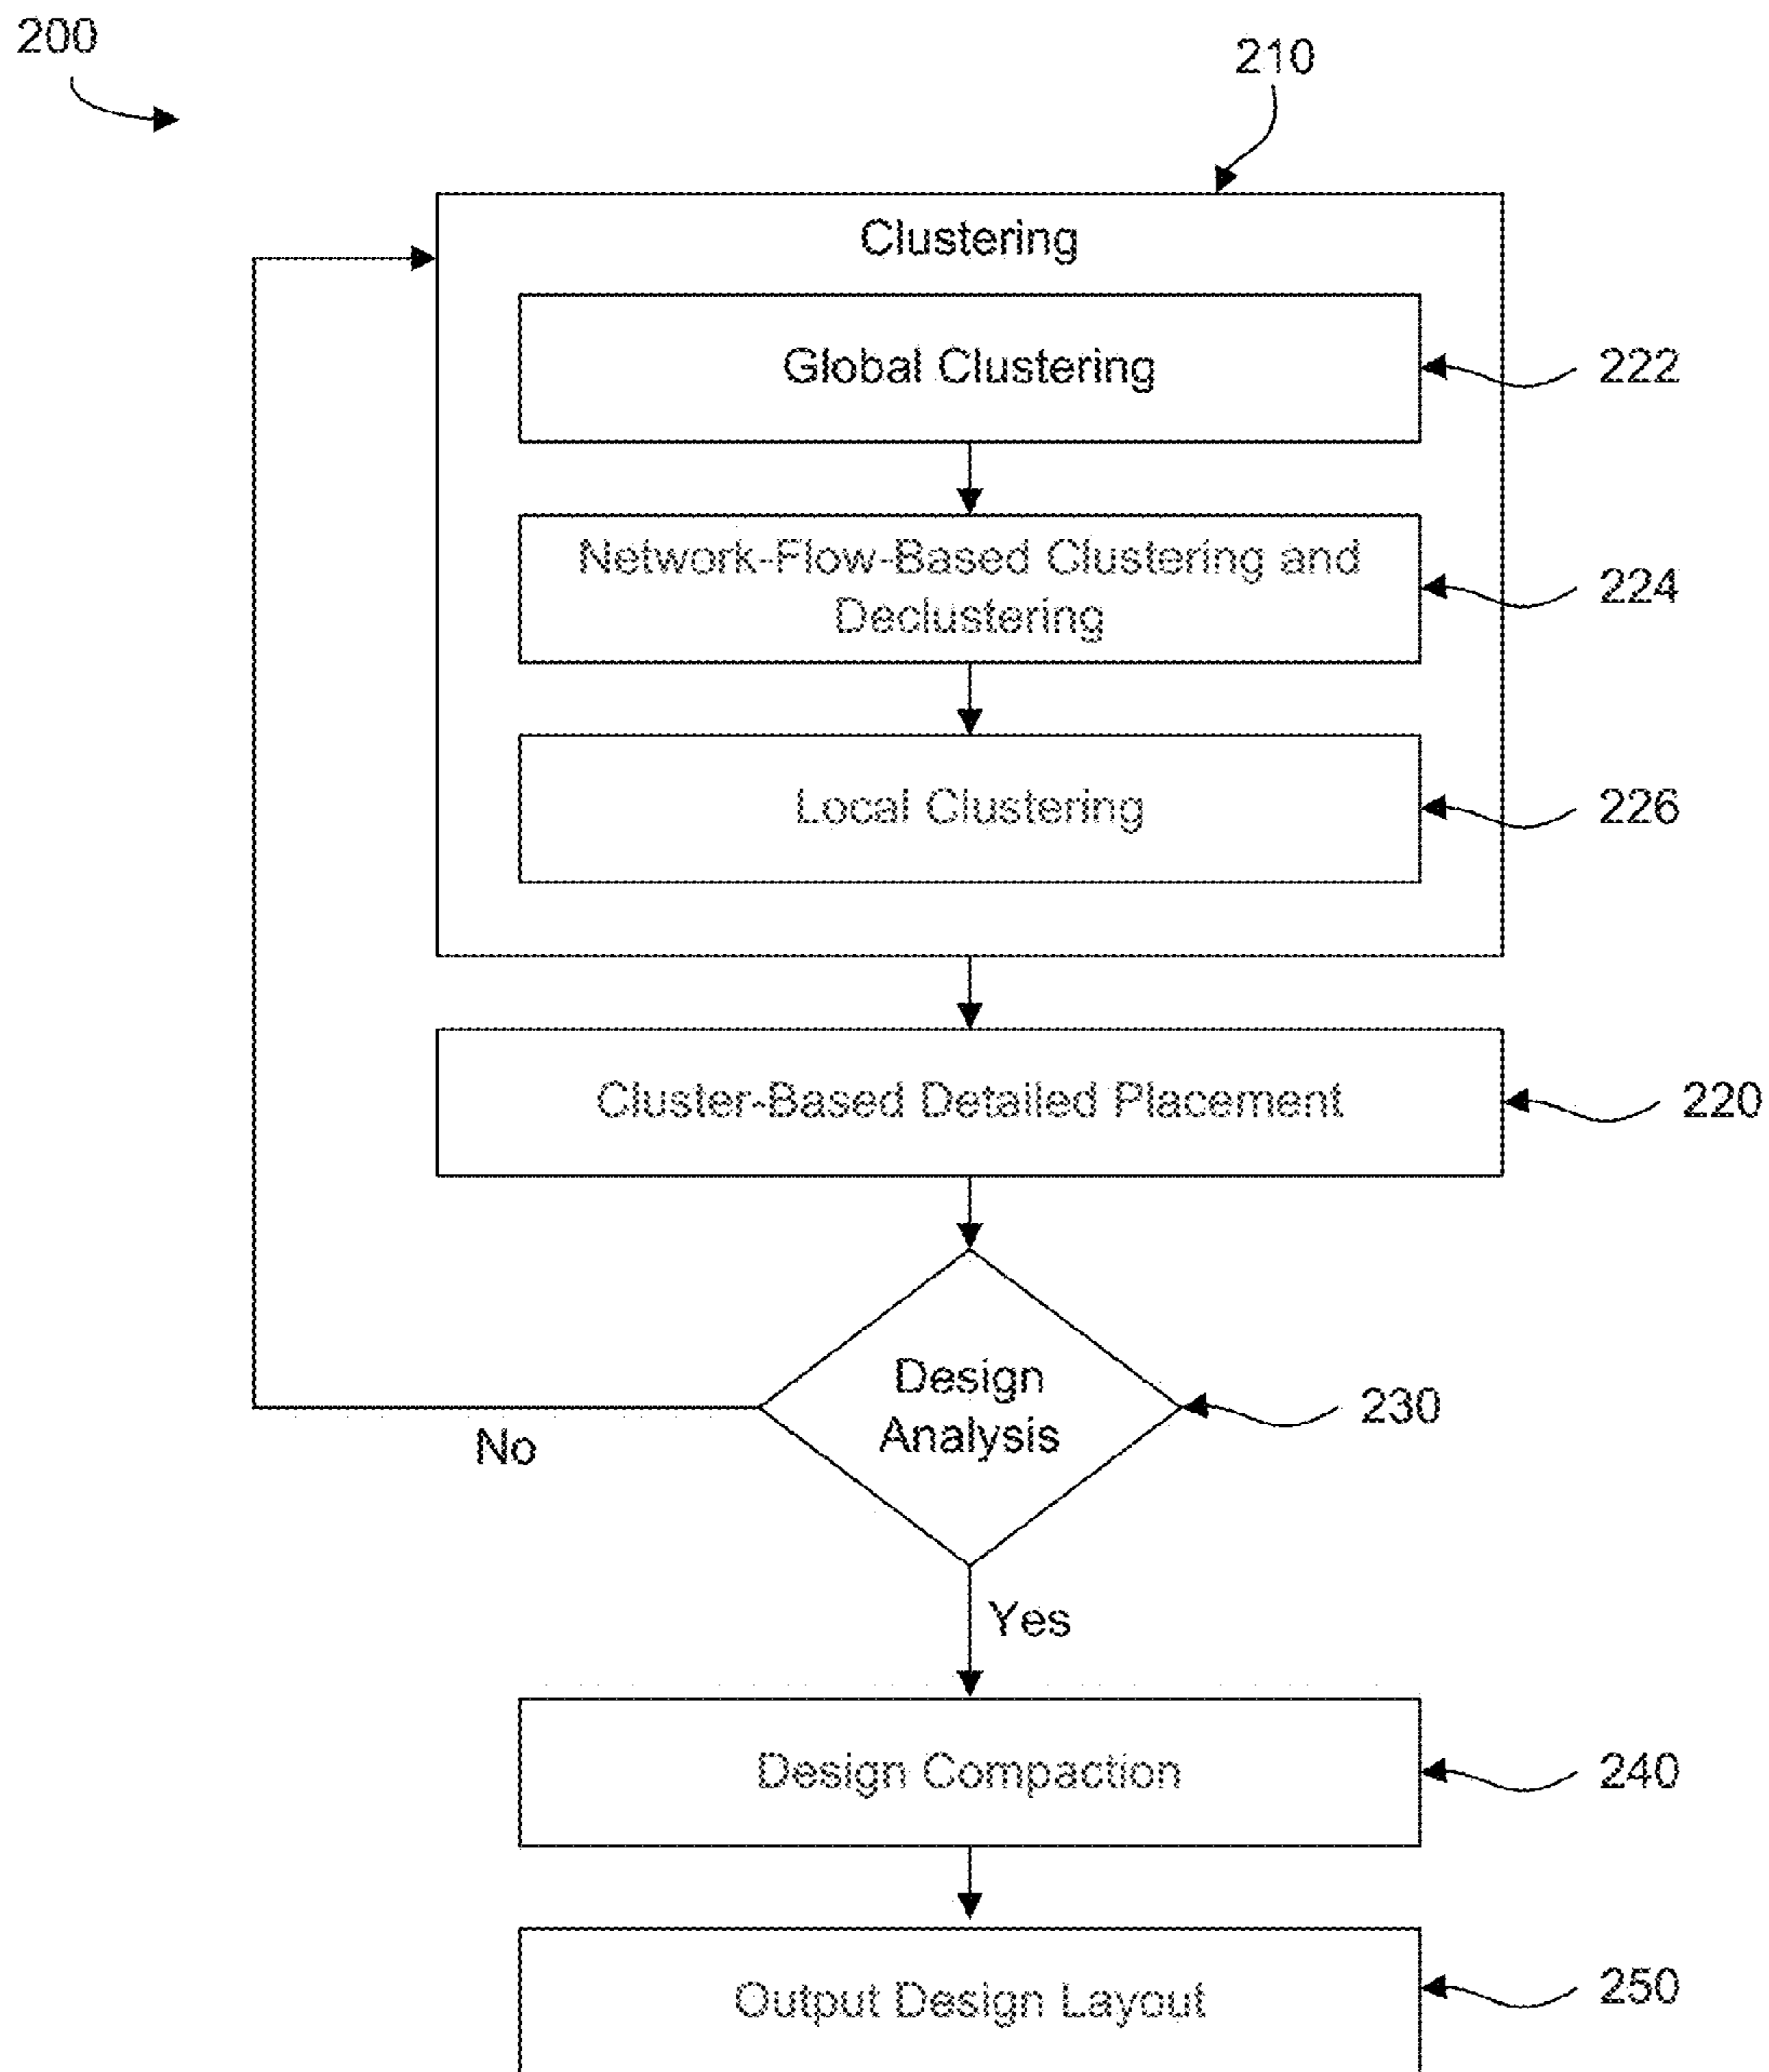 200
210
Clustering
Global Clustering
222
Network-Flow-Based Clustering and
Declustering
224
Local Clustering
226
Cluster-Based Detailed Placement
220
Design
Analysis
230
No
Yes
Design Compaction
240
Output Design Layout
250